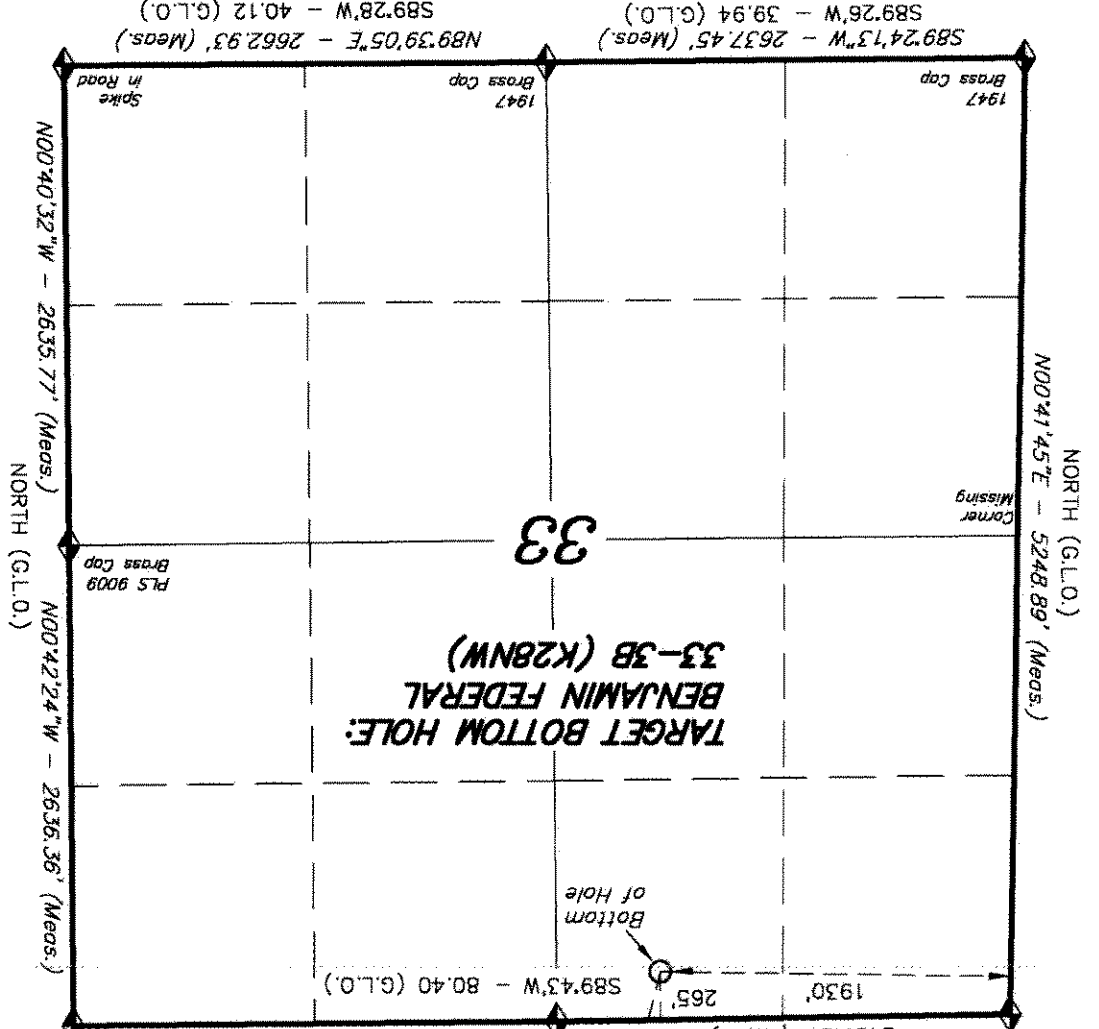 1930'
265'
S89°43'W - 80.40 (G.L.O.)
Bottom
of Hole
TARGET BOTTOM HOLE:
BENJAMIN FEDERAL
33-3B (K28NW)
33
NORTH (G.L.O.)
N00°41'45"E - 5248.89' (Meas.)
Corner
Missing
PLS 9009
Brass Cap
N00°42'24"W - 2636.36' (Meas.)
NORTH (G.L.O.)
N00°40'32"W - 2635.77' (Meas.)
1947
Brass Cap
1947
Brass Cap
Spike
in Road
S89°24'13"W - 2637.45' (Meas.)
N89°39'05"E - 2662.93' (Meas.)
S89°26'W - 39.94 (G.L.O.)
S89°28'W - 40.12 (G.L.O.)